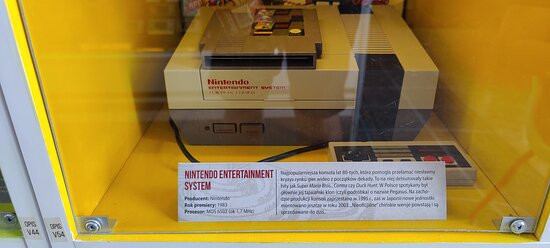 Nintendo
ENTERTAINMENT SYSTEM
NINTENDO ENTERTAINMENT
SYSTEM
Producent: Nintendo
Rok premiery: 1983
Procesor: MOS 6502 (ok 1,7 MHz)
Najpopularniejsza konsola lat 80-tych, która pomogła przełamać niesławny
kryzys rynku gier wideo z początków dekady. To na niej debiutowały takie
hity jak Super Mario Bros., Contra czy Duck Hunt. W Polsce spotykany był
głównie jej tajwański klon (czyli podróbka) o nazwie Pegasus. Na zacho-
dzie produkcji konsoli zaprzestano w 1995 r., zaś w Japonii nowe jednostki
montowano jeszcze w roku 2003. „Nieoficjalne" chińskie wersje powstają i są
sprzedawane do dziś.
OPIS
V44
OPIS
V54